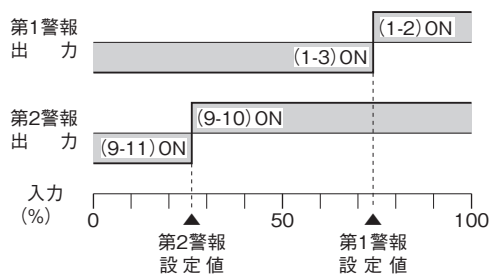 第1警報
出 力
(1-2) ON
(1-3) ON
第2警報
出 力
(9-10) ON
(9-11) ON
入力
(%)
0
50
100
第2警報
設 定 値
第1警報
設 定 値